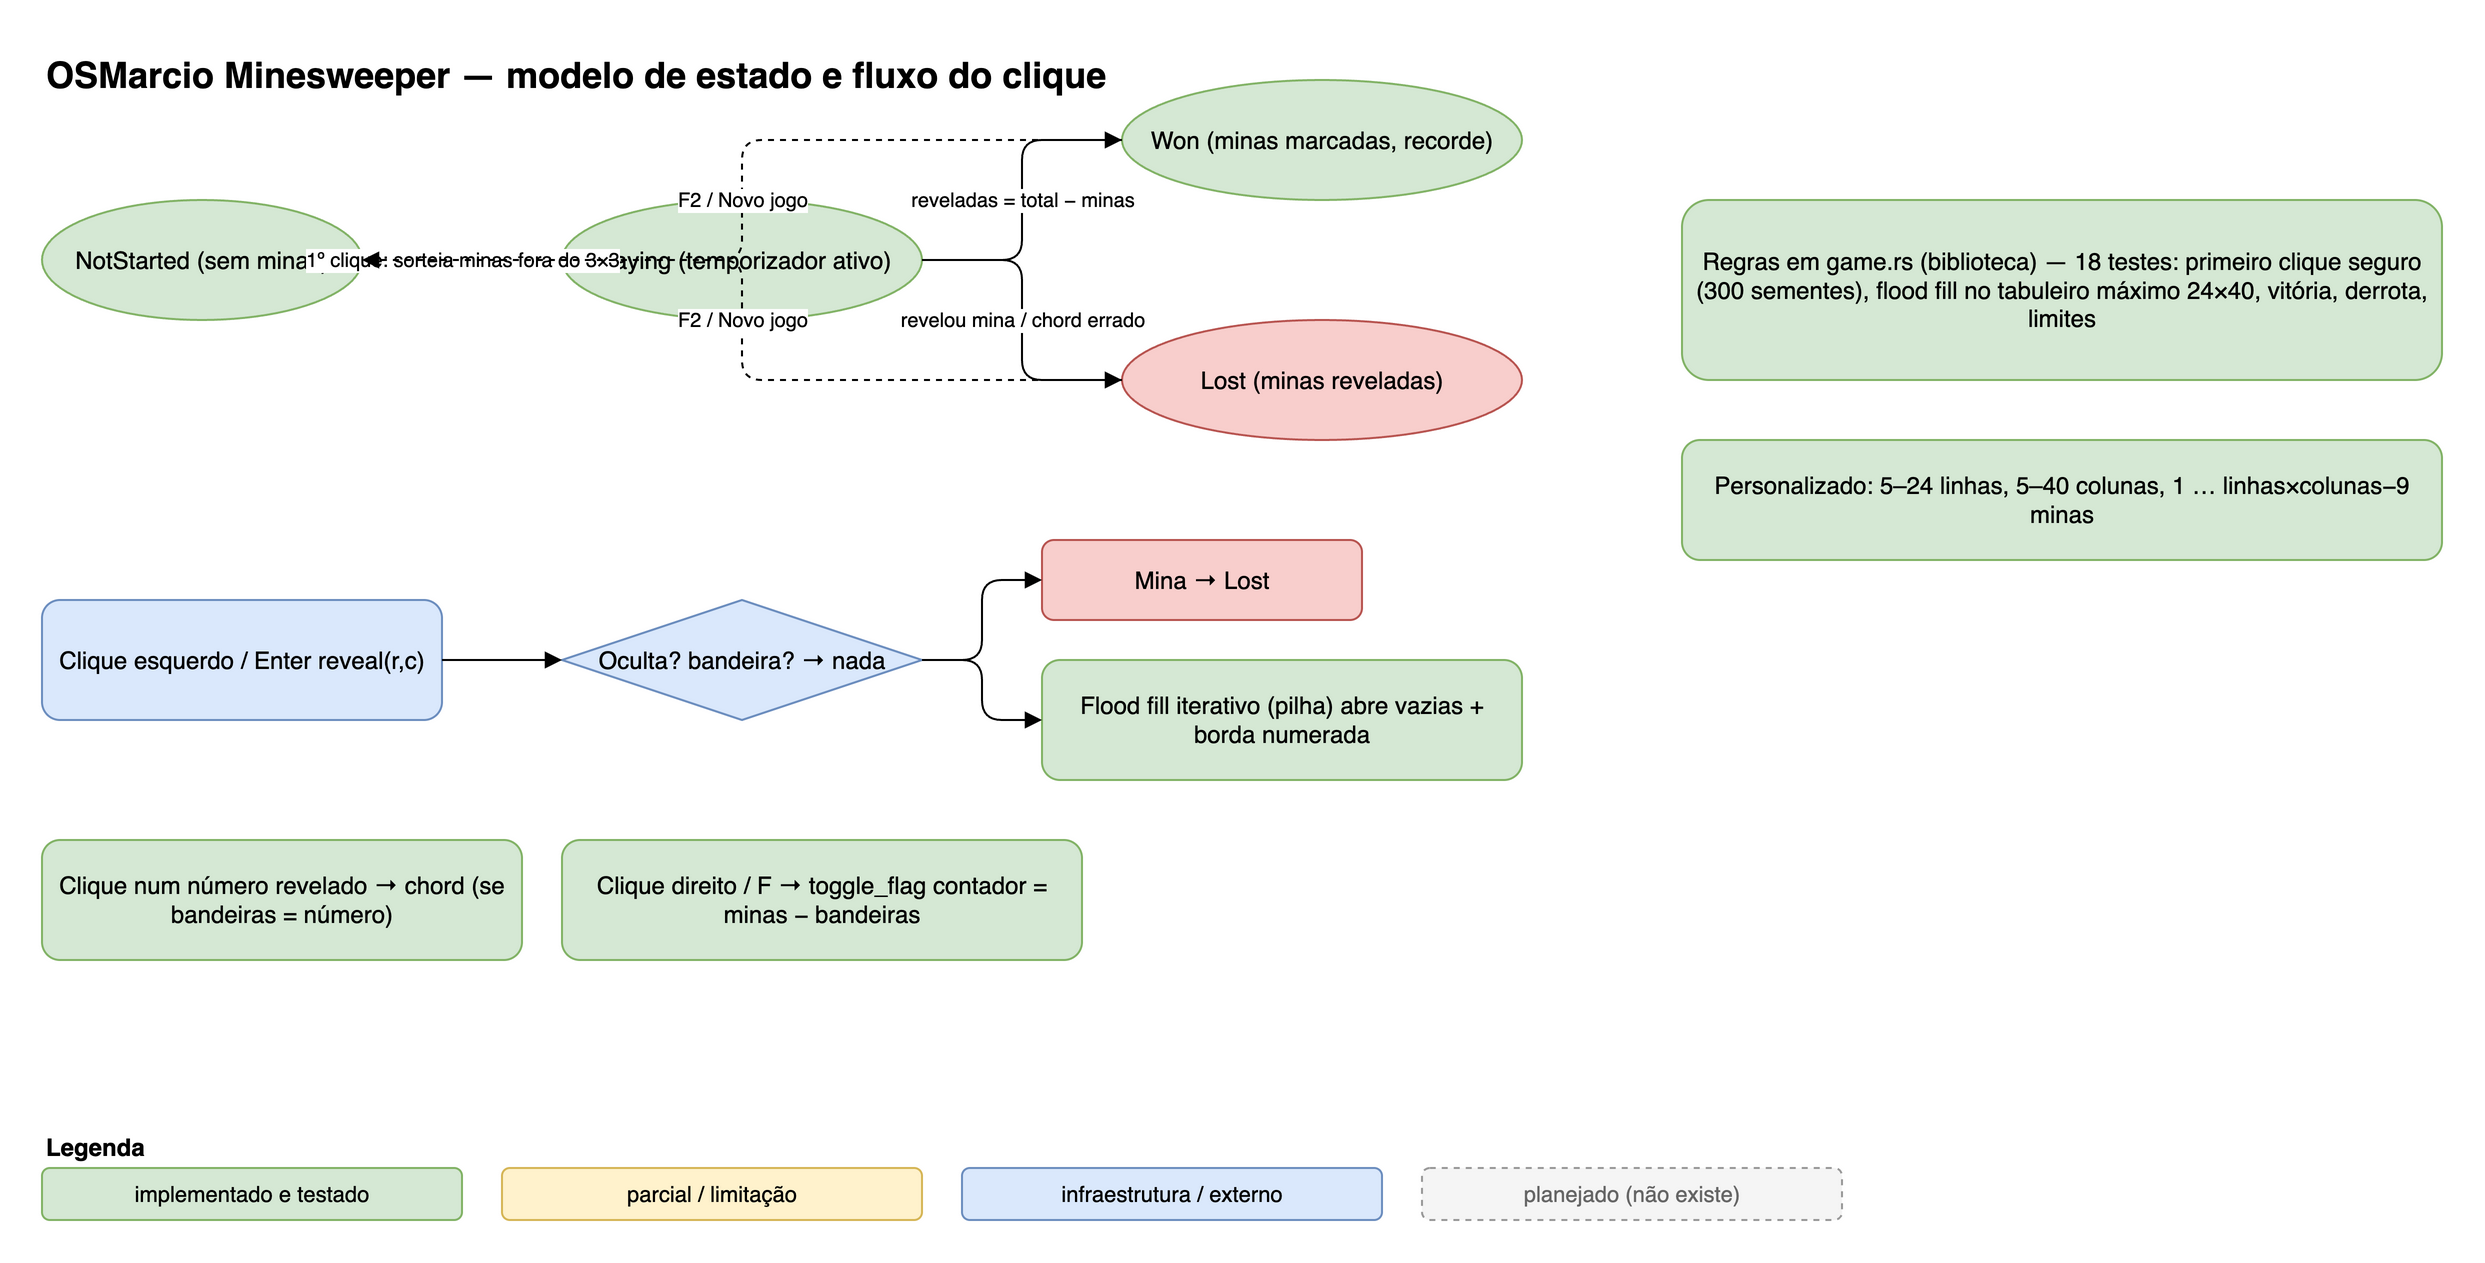 OSMarcio Minesweeper — modelo de estado e fluxo do clique
Won (minas marcadas, recorde)
F2 / Novo jogo
reveladas = total − minas
NotStarted (sem mina
1º clique: sorteia minas fora do 3×3
aying (temporizador ativo)
F2 / Novo jogo
revelou mina / chord errado
Lost (minas reveladas)
Regras em game.rs (biblioteca) — 18 testes: primeiro clique seguro
(300 sementes), flood fill no tabuleiro máximo 24×40, vitória, derrota,
limites
Personalizado: 5–24 linhas, 5–40 colunas, 1 … linhas×colunas−9
minas
Clique esquerdo / Enter reveal(r,c)
Oculta? bandeira? → nada
Mina → Lost
Flood fill iterativo (pilha) abre vazias +
borda numerada
Clique num número revelado → chord (se
bandeiras = número)
Clique direito / F → toggle_flag contador =
minas − bandeiras
Legenda
implementado e testado
parcial / limitação
infraestrutura / externo
planejado (não existe)